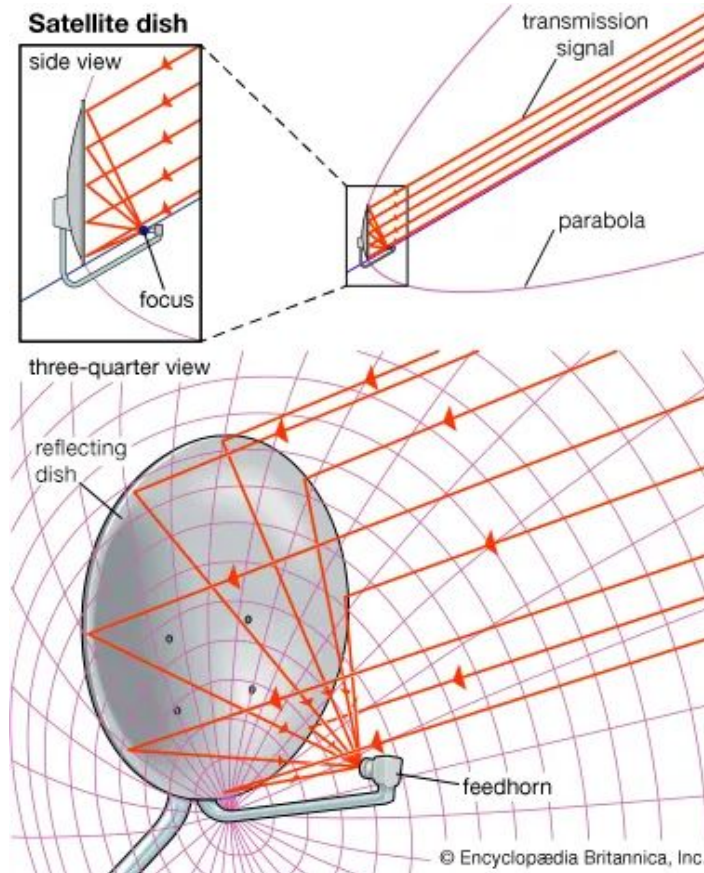 Satellite dish
side view
focus
transmission
signal
parabola
three-quarter view
reflecting
dish
feedhorn
© Encyclopædia Britannica, Inc.